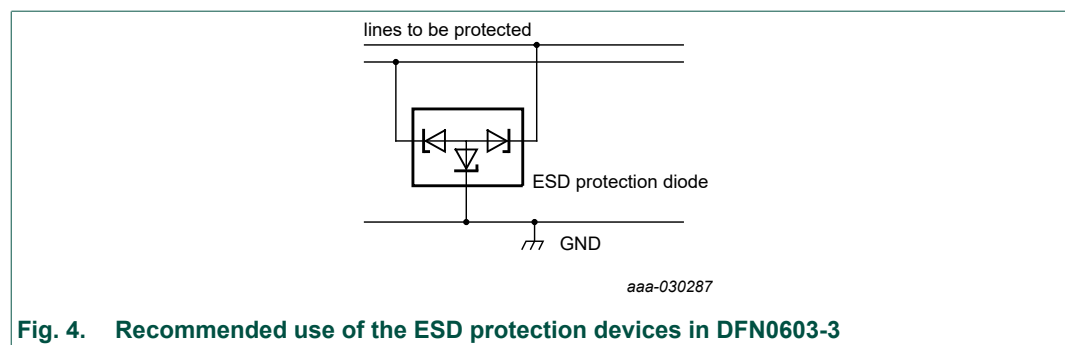 lines to be protected
ESD protection diode
GND
aaa-030287
Fig. 4. Recommended use of the ESD protection devices in DFN0603-3